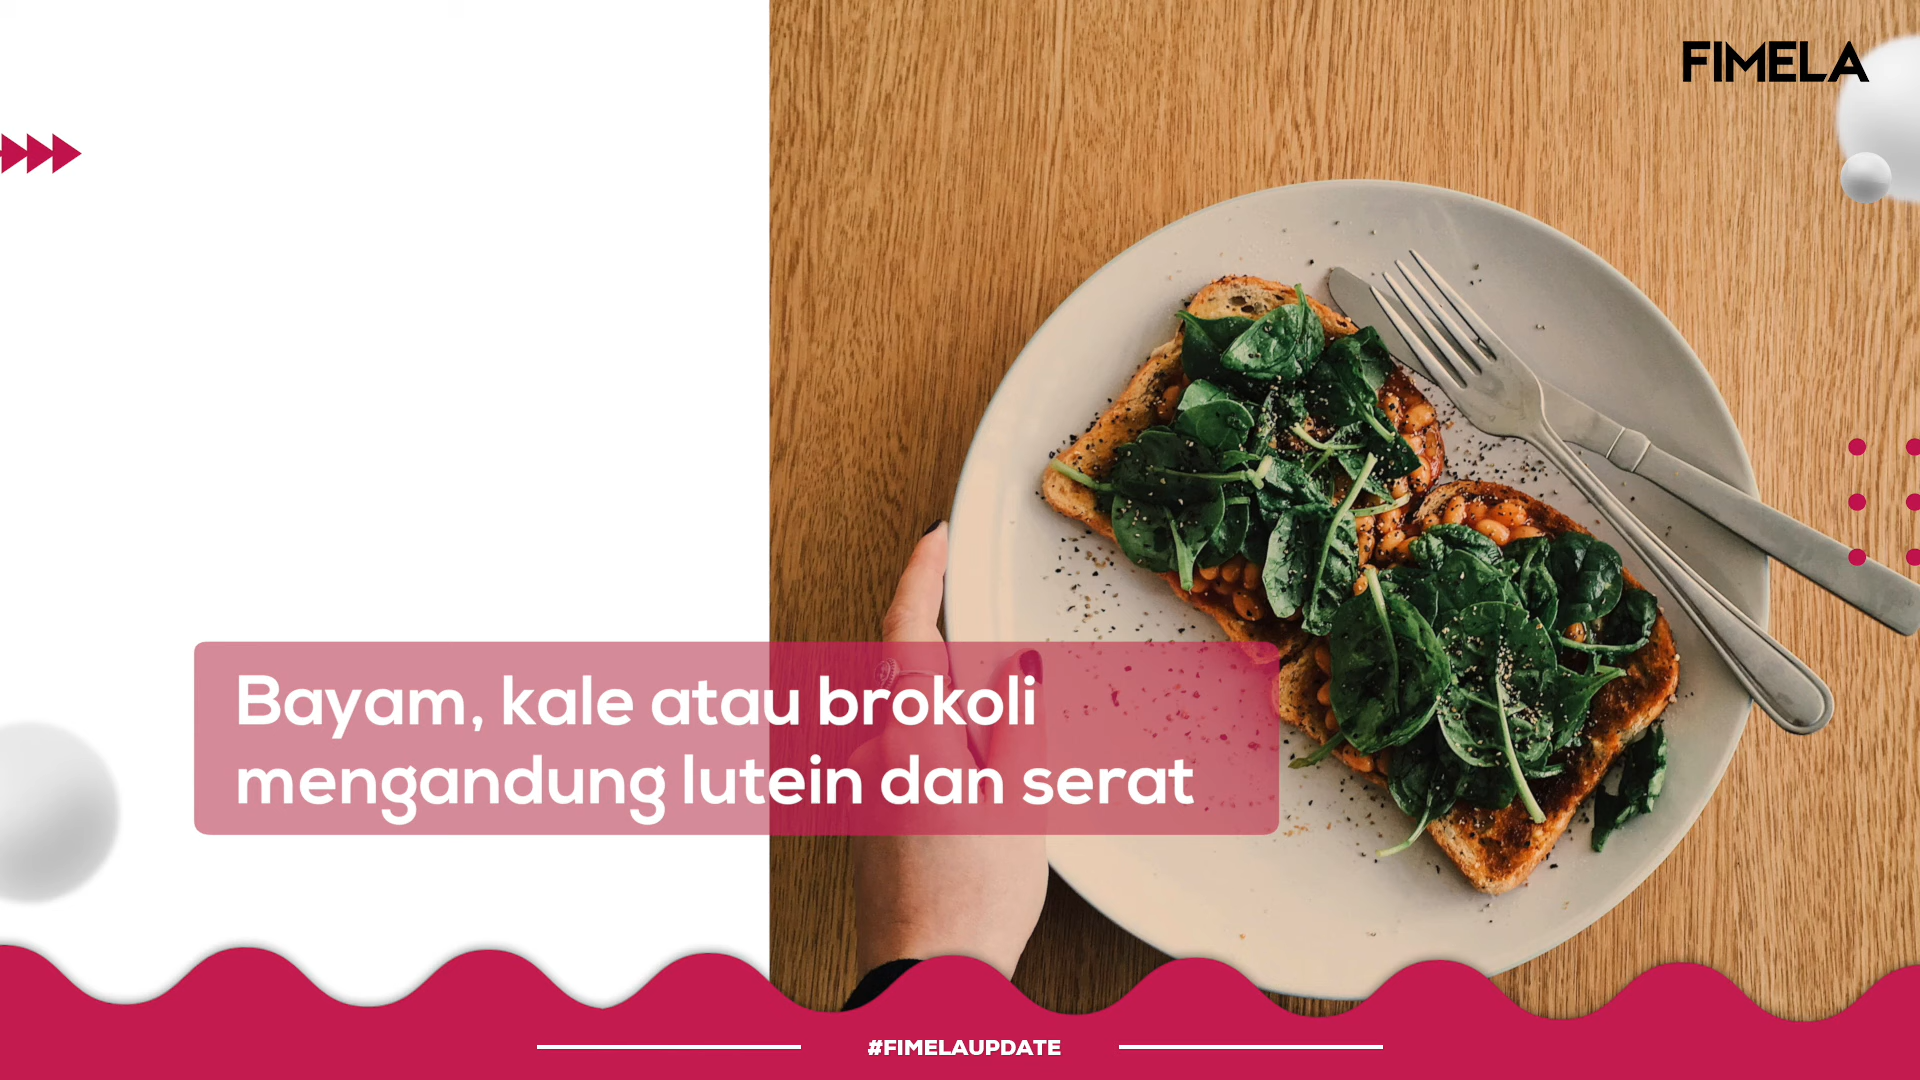 FIMELA
Bayam, kale atau brokoli
mengandung lutein dan serat
#FIMELAUPDATE